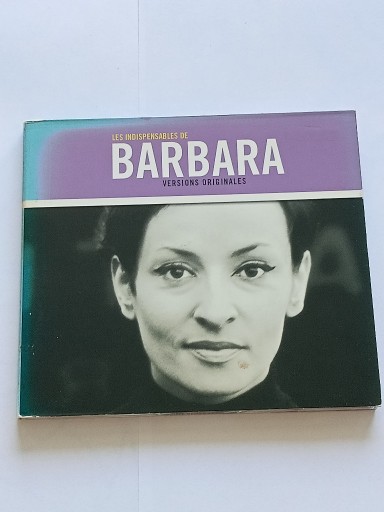 LES INDISPENSABLES DE
BARBARA
VERSIONS ORIGINALES